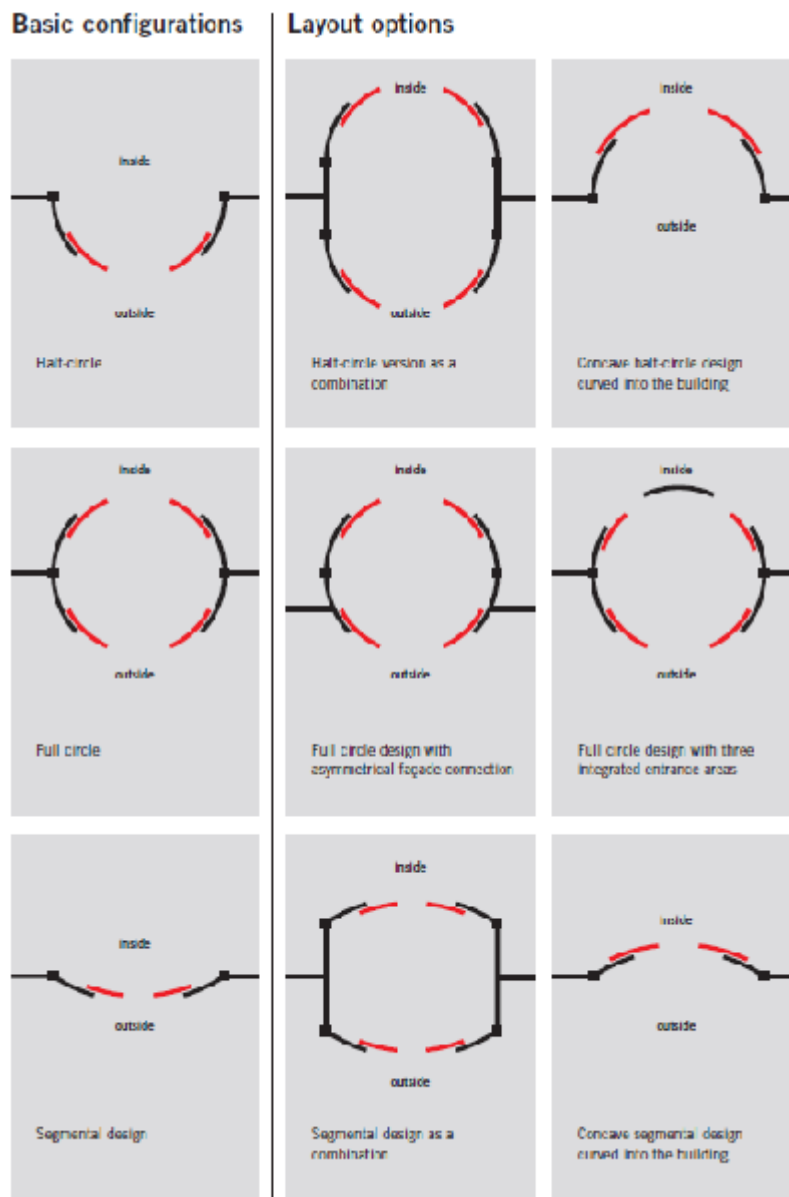 Basic configurations
Layout options
inside
outside
Half-circle
inside
outside
Half-circle version as a
combination
inside
outside
Concave half-circle design
curved into the building
inside
outside
Full circle
inside
outside
Full circle design with
asymmetrical façade connection
inside
outside
Full circle design with three
integrated entrance areas
inside
outside
Segmental design
inside
outside
Segmental design as a
combination
inside
outside
Concave segmental design
curved into the building